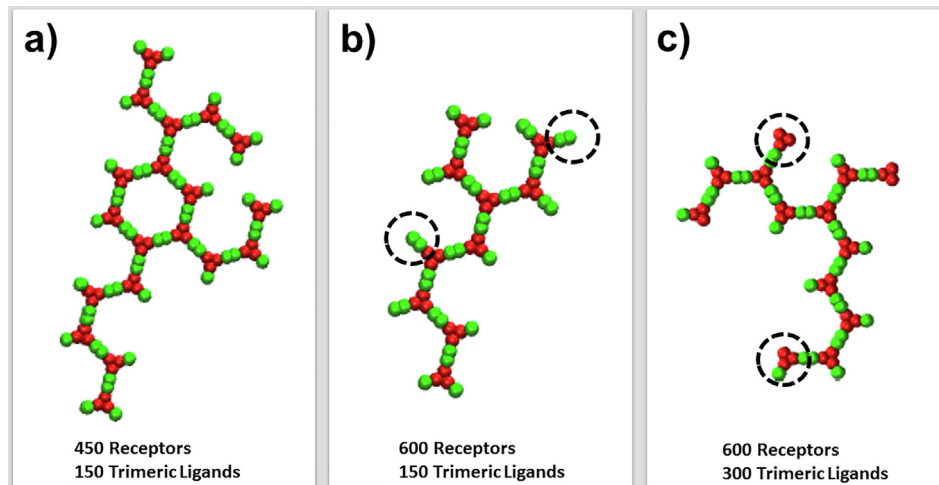 a)
b)
c)
450 Receptors
150 Trimeric Ligands
600 Receptors
150 Trimeric Ligands
600 Receptors
300 Trimeric Ligands